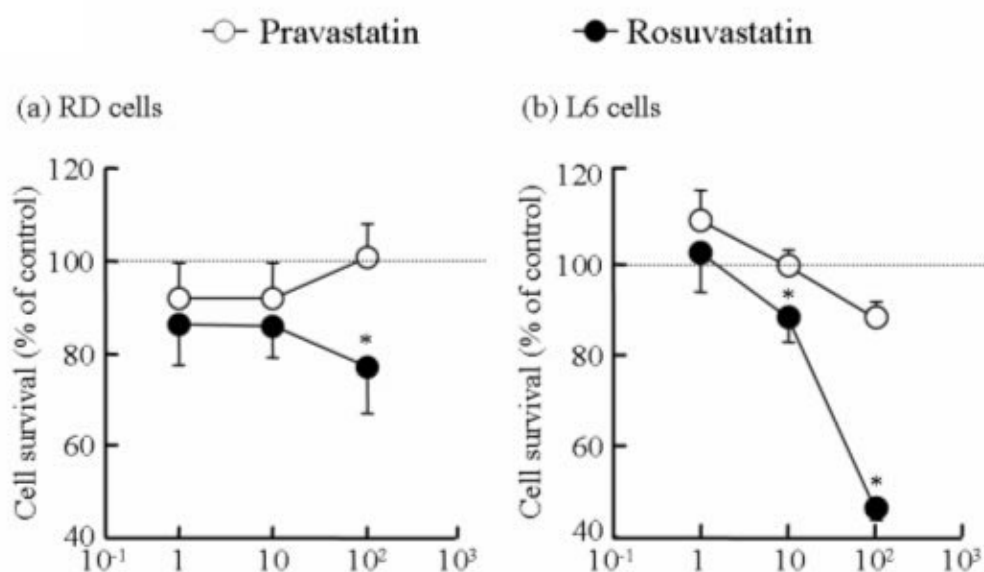 Pravastatin Rosuvastatin
(a) RD cells
Cell survival (% of control)
120
100
80
60
40
10⁻¹ 1 10 10² 10³
*
(b) L6 cells
Cell survival (% of control)
120
100
80
60
40
10⁻¹ 1 10 10² 10³
*
*